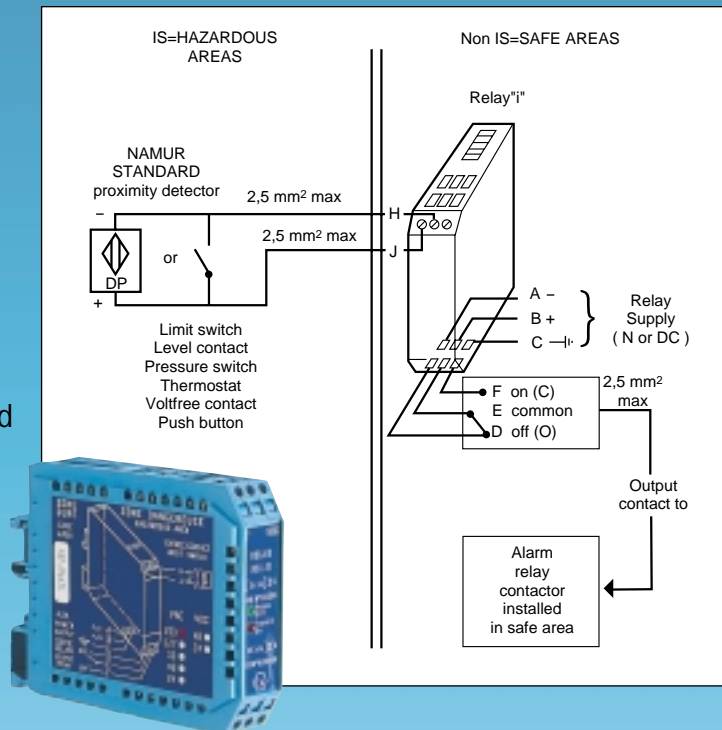 IS=HAZARDOUS
AREAS
Non IS=SAFE AREAS
Relay"i"
NAMUR
STANDARD
proximity detector
2,5 mm² max
2,5 mm² max
–
H
J
or
DP
+
Limit switch
Level contact
Pressure switch
Thermostat
Voltfree contact
Push button
A –
B +
C
Relay
Supply
( N or DC )
F on (C)
E common
D off (O)
2,5 mm²
max
Output
contact to
Alarm
relay
contactor
installed
in safe area
d